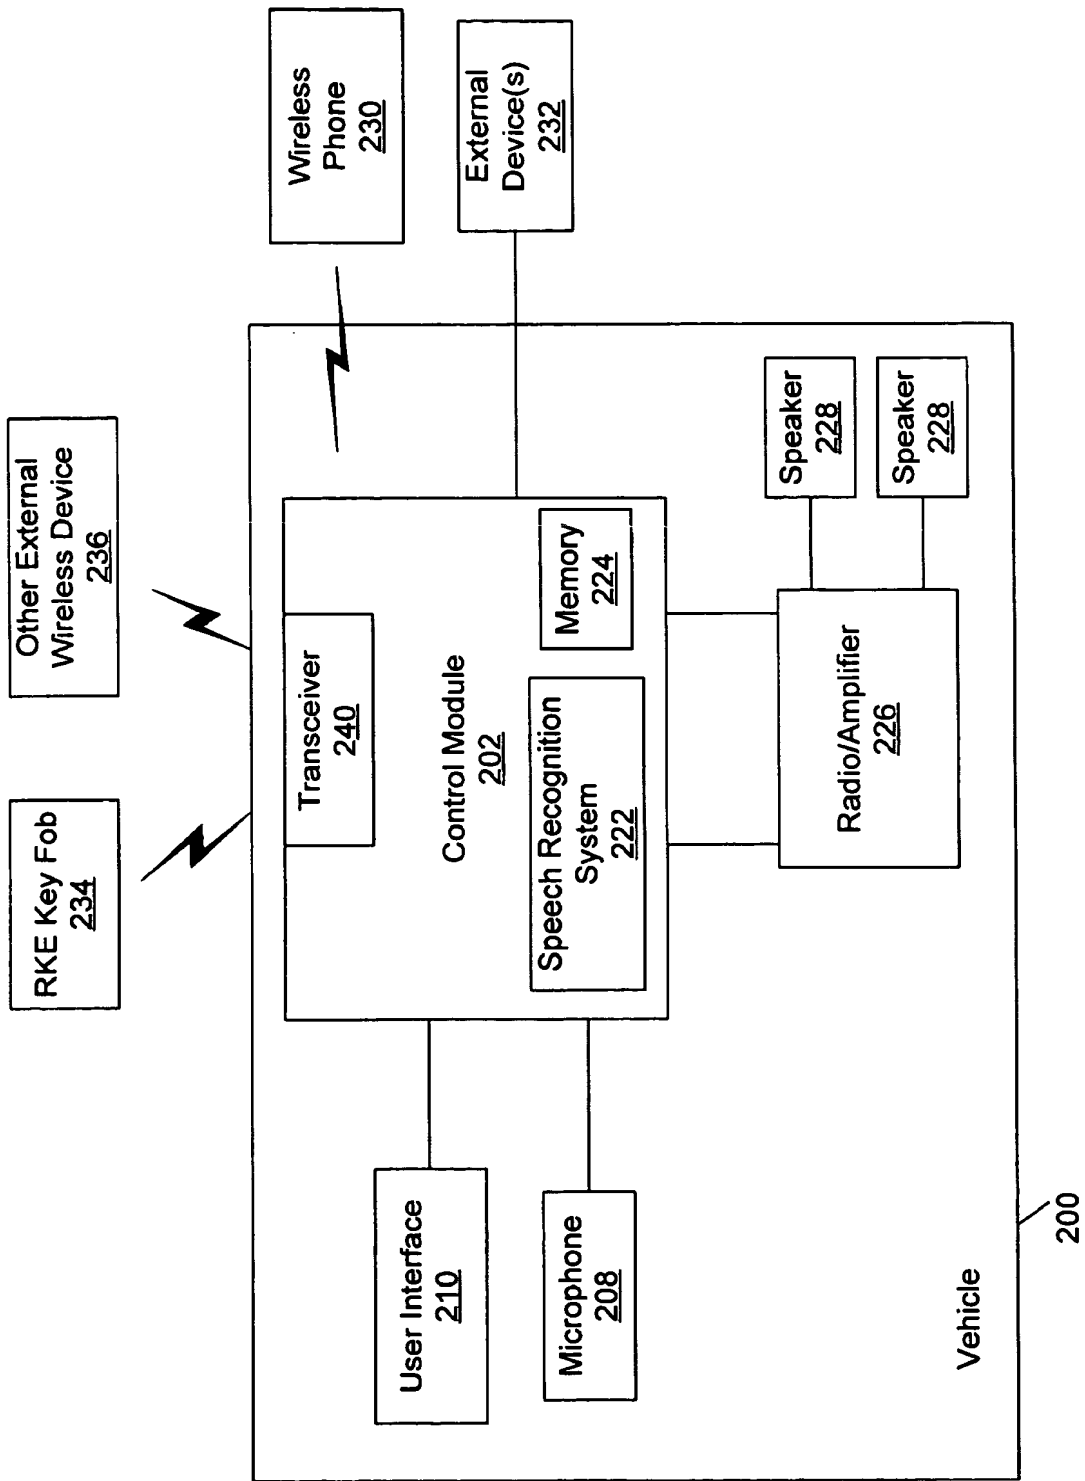 RKE Key Fob
234
Other External
Wireless Device
236
Wireless
Phone
230
External
Device(s)
232
Transceiver
240
Control Module
202
Speech Recognition
System
222
Memory
224
User Interface
210
Microphone
208
Radio/Amplifier
226
Speaker
228
Speaker
228
Vehicle
200